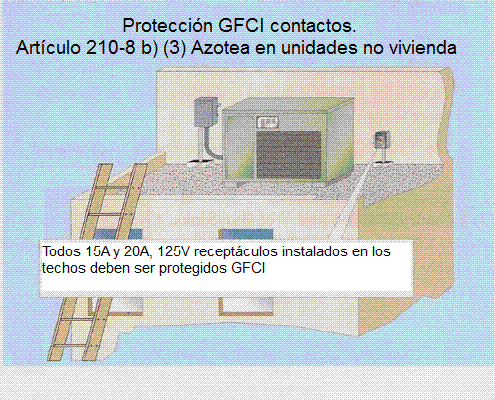 Protección GFCI contactos.
Artículo 210-8 b) (3) Azotea en unidades no vivienda
Todos 15A y 20A, 125V receptáculos instalados en los
techos deben ser protegidos GFCI